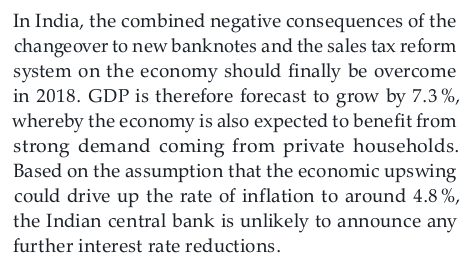 In India, the combined negative consequences of the
changeover to new banknotes and the sales tax reform
system on the economy should finally be overcome
in 2018. GDP is therefore forecast to grow by 7.3 %,
whereby the economy is also expected to benefit from
strong demand coming from private households.
Based on the assumption that the economic upswing
could drive up the rate of inflation to around 4.8 %,
the Indian central bank is unlikely to announce any
further interest rate reductions.